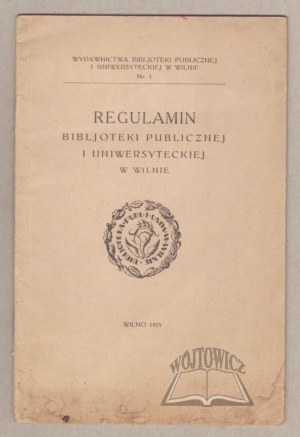 WYDAWNICTWA BIBLJOTEKI PUBLICZNEJ
I UNIWERSYTECKIEJ W WILNIE
Nr. 1
REGULAMIN
BIBLJOTEKI PUBLICZNEJ
I UNIWERSYTECKIEJ
W WILNIE
WILNO 1925
WÓJTOWICZ